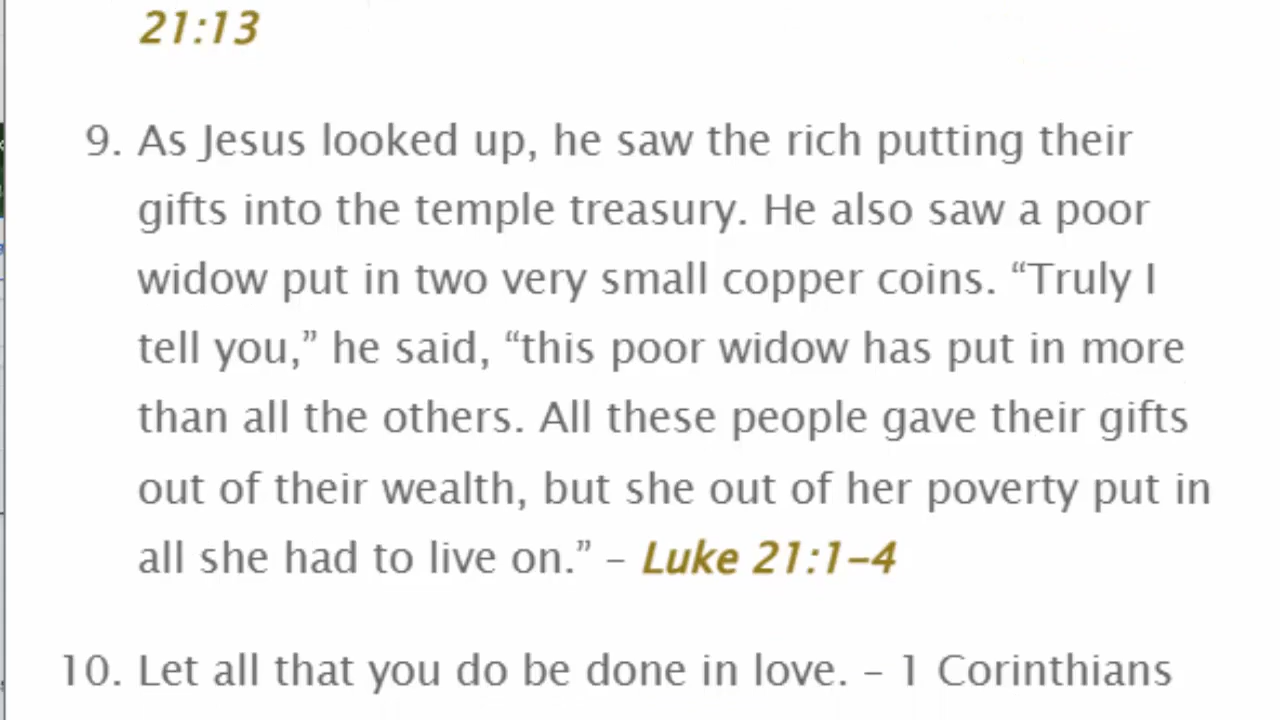 21:13
9. As Jesus looked up, he saw the rich putting their
gifts into the temple treasury. He also saw a poor
widow put in two very small copper coins. “Truly I
tell you,” he said, “this poor widow has put in more
than all the others. All these people gave their gifts
out of their wealth, but she out of her poverty put in
all she had to live on.” – Luke 21:1–4
10. Let all that you do be done in love. – 1 Corinthians